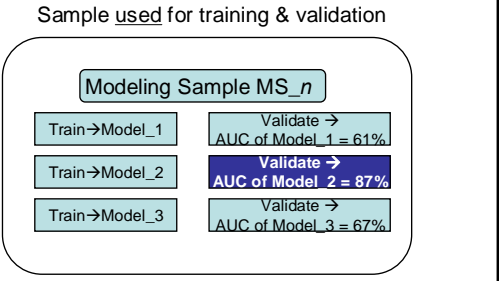 Sample used for training & validation
Modeling Sample MS_n
Train→Model_1
Validate →
AUC of Model_1 = 61%
Train→Model_2
Validate →
AUC of Model_2 = 87%
Train→Model_3
Validate →
AUC of Model_3 = 67%